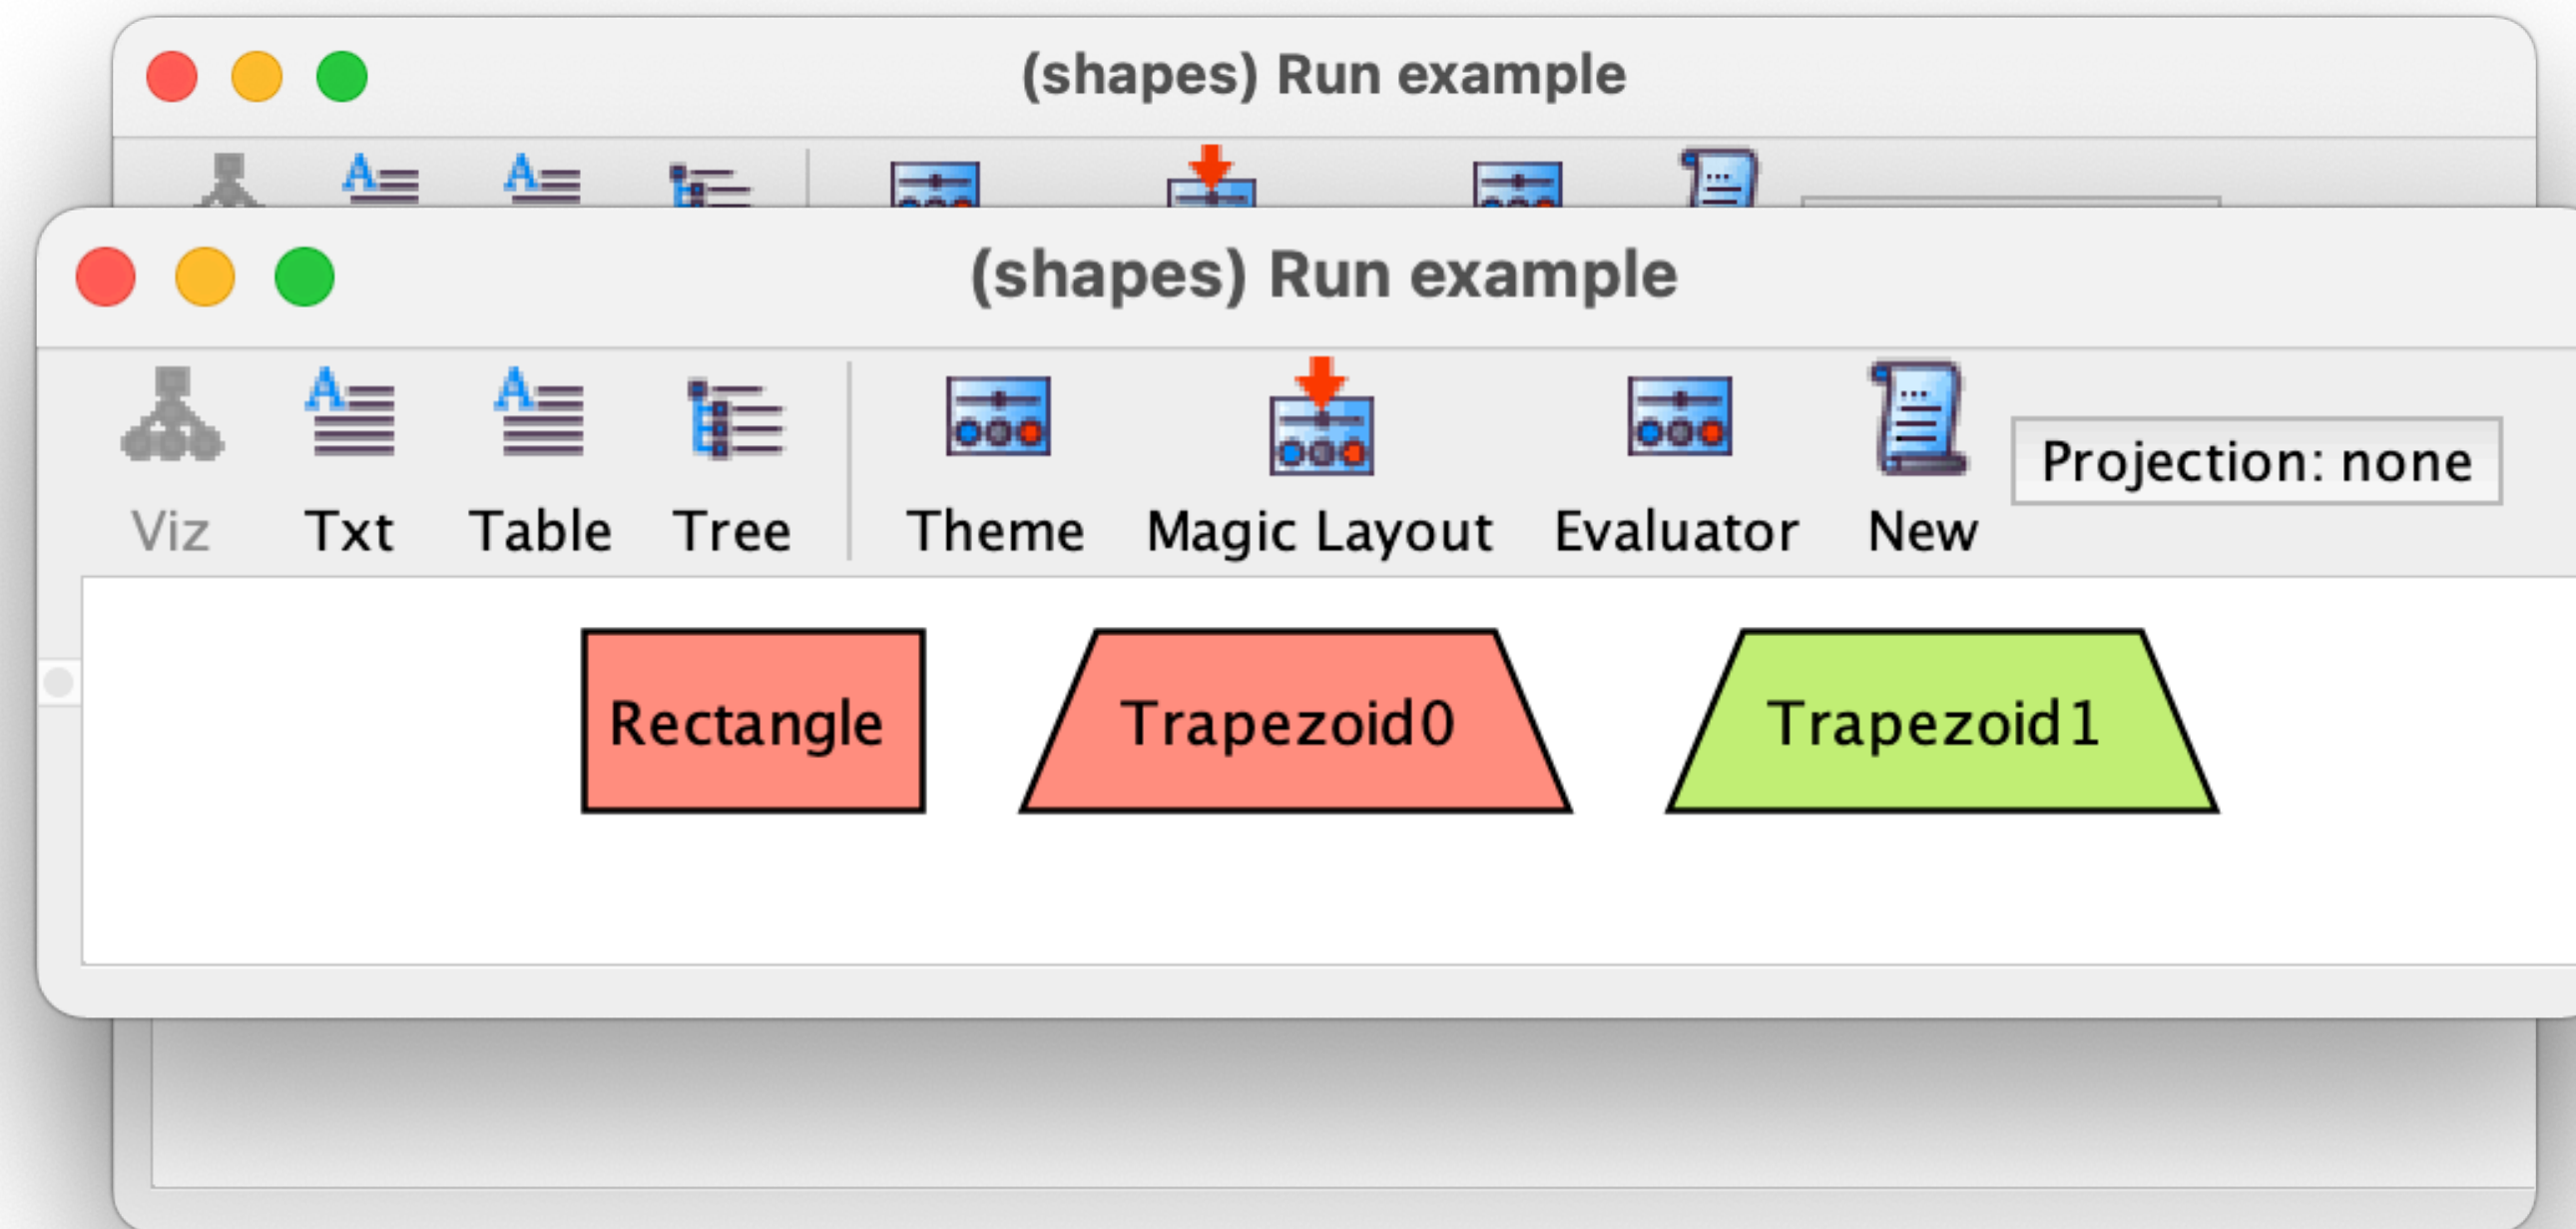 (shapes) Run example
(shapes) Run example
Viz Txt Table Tree Theme Magic Layout Evaluator New Projection: none
Rectangle Trapezoid0 Trapezoid1